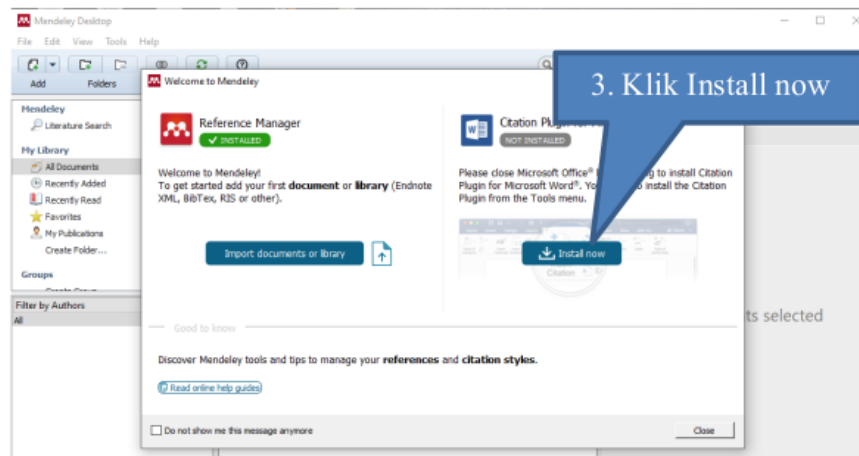 Mendeley Desktop
File Edit View Tools Help
Add Folders
Mendeley
Literature Search
My Library
All Documents
Recently Added
Recently Read
Favorites
My Publications
Create Folder...
Groups
Filter by Authors
All
Welcome to Mendeley
Reference Manager
INSTALLED
Welcome to Mendeley!
To get started add your first document or library (Endnote
XML, BibTex, RIS or other).
Import documents or library
3. Klik Install now
Citation
NOT INSTALLED
Please close Microsoft Office® to install Citation
Plugin for Microsoft Word®. install the Citation
Plugin from the Tools menu.
Install now
Citation
ts selected
Good to know
Discover Mendeley tools and tips to manage your references and citation styles.
Read online help guides
Do not show me this message anymore
Close